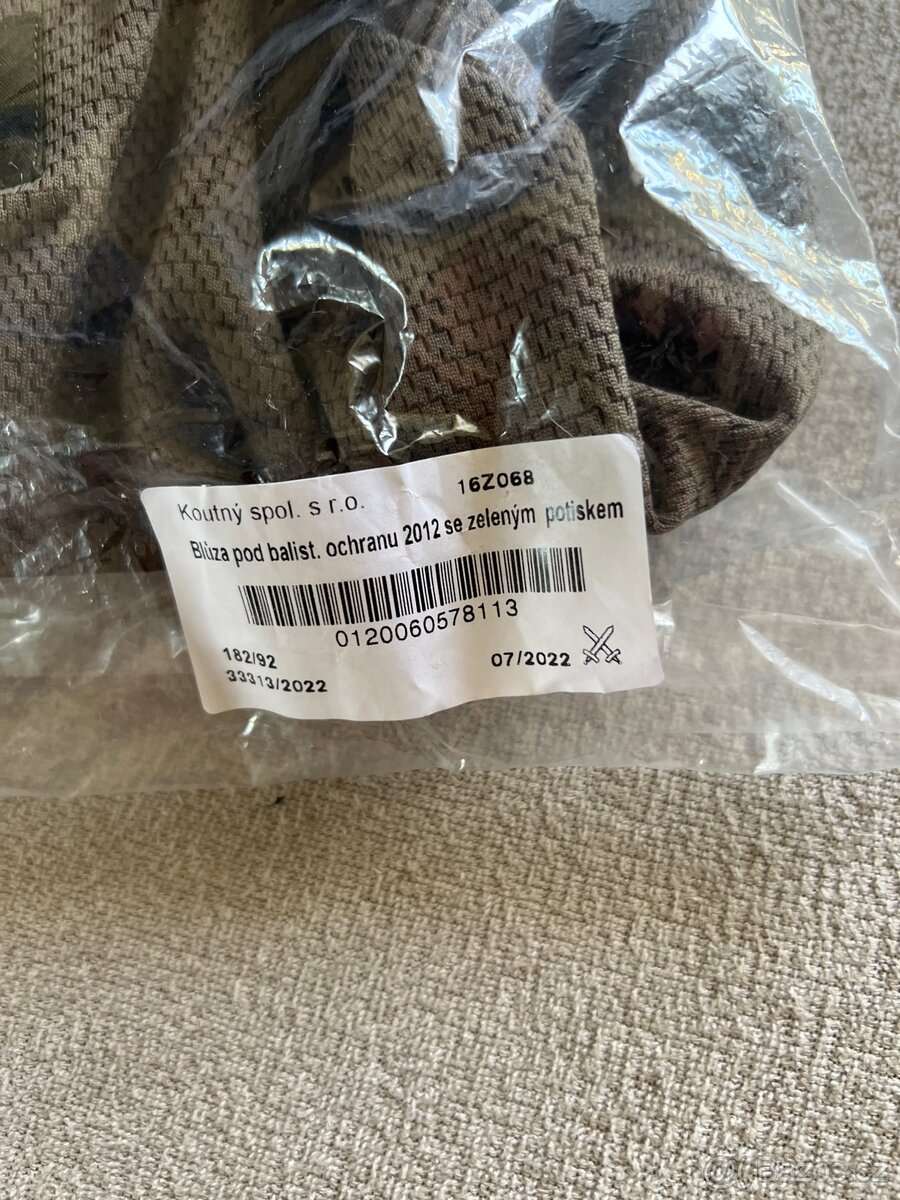 Koutný spol. s r.o. 16Z068
Blůza pod balist. ochranu 2012 se zeleným potiskem
0120060578113
182/92 07/2022
33313/2022
Bazoš.cz